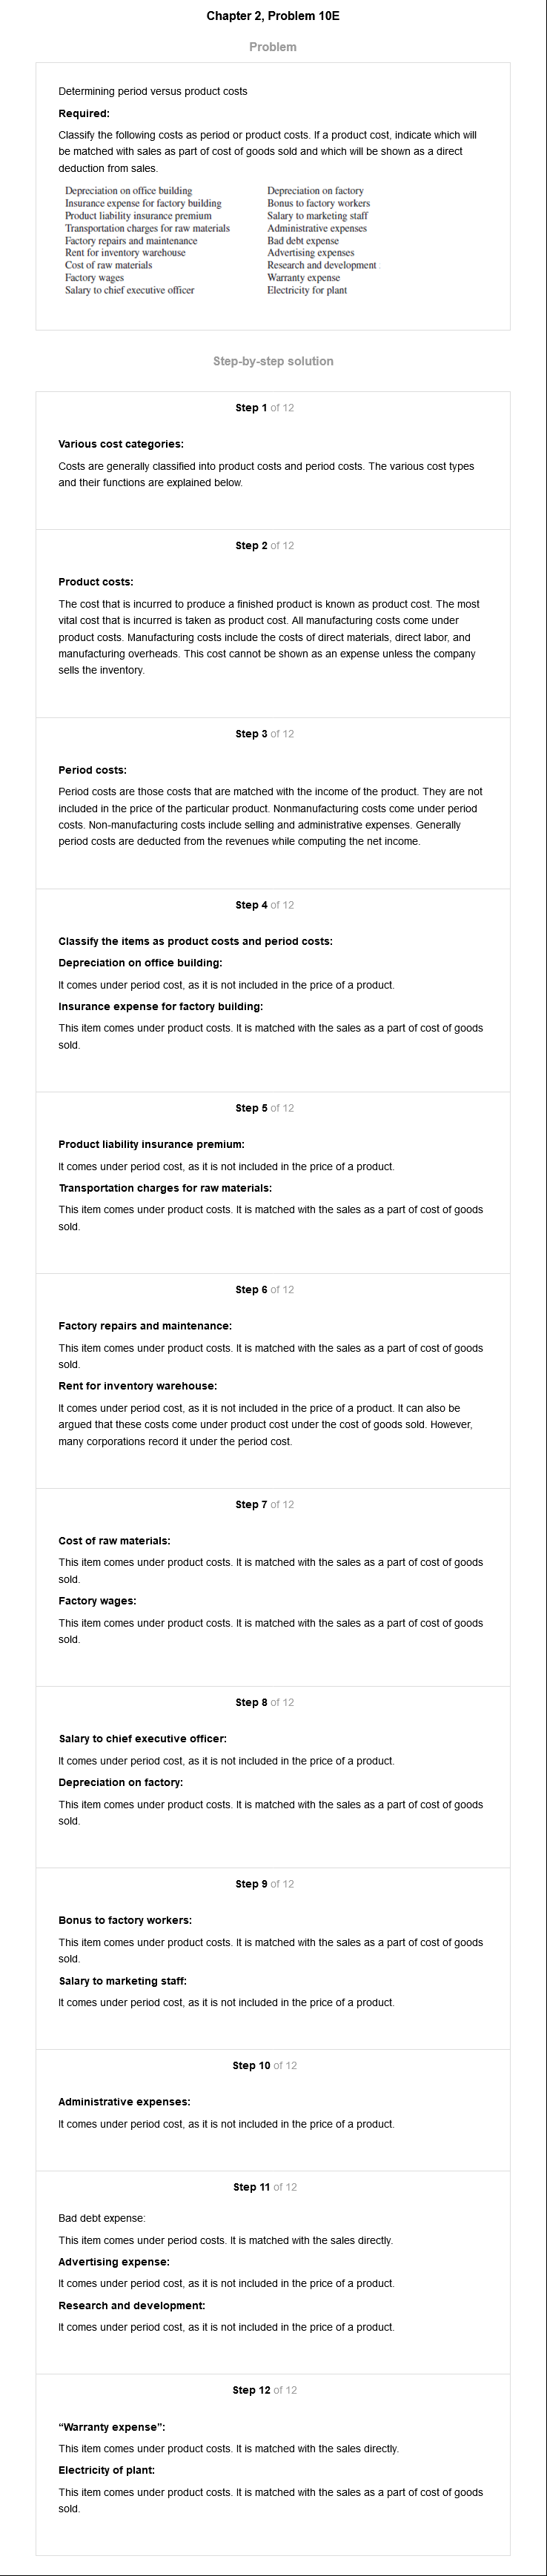 Chapter 2, Problem 10E
Problem
Determining period versus product costs
Required:
Classify the following costs as period or product costs. If a product cost, indicate which will
be matched with sales as part of cost of goods sold and which will be shown as a direct
deduction from sales.
Depreciation on office building Depreciation on factory
Insurance expense for factory building Bonus to factory workers
Product liability insurance premium Salary to marketing staff
Transportation charges for raw materials Administrative expenses
Factory repairs and maintenance Bad debt expense
Rent for inventory warehouse Advertising expenses
Cost of raw materials Research and development
Factory wages Warranty expense
Salary to chief executive officer Electricity for plant
Step-by-step solution
Step 1 of 12
Various cost categories:
Costs are generally classified into product costs and period costs. The various cost types
and their functions are explained below.
Step 2 of 12
Product costs:
The cost that is incurred to produce a finished product is known as product cost. The most
vital cost that is incurred is taken as product cost. All manufacturing costs come under
product costs. Manufacturing costs include the costs of direct materials, direct labor, and
manufacturing overheads. This cost cannot be shown as an expense unless the company
sells the inventory.
Step 3 of 12
Period costs:
Period costs are those costs that are matched with the income of the product. They are not
included in the price of the particular product. Nonmanufacturing costs come under period
costs. Non-manufacturing costs include selling and administrative expenses. Generally
period costs are deducted from the revenues while computing the net income.
Step 4 of 12
Classify the items as product costs and period costs:
Depreciation on office building:
It comes under period cost, as it is not included in the price of a product.
Insurance expense for factory building:
This item comes under product costs. It is matched with the sales as a part of cost of goods
sold.
Step 5 of 12
Product liability insurance premium:
It comes under period cost, as it is not included in the price of a product.
Transportation charges for raw materials:
This item comes under product costs. It is matched with the sales as a part of cost of goods
sold.
Step 6 of 12
Factory repairs and maintenance:
This item comes under product costs. It is matched with the sales as a part of cost of goods
sold.
Rent for inventory warehouse:
It comes under period cost, as it is not included in the price of a product. It can also be
argued that these costs come under product cost under the cost of goods sold. However,
many corporations record it under the period cost.
Step 7 of 12
Cost of raw materials:
This item comes under product costs. It is matched with the sales as a part of cost of goods
sold.
Factory wages:
This item comes under product costs. It is matched with the sales as a part of cost of goods
sold.
Step 8 of 12
Salary to chief executive officer:
It comes under period cost, as it is not included in the price of a product.
Depreciation on factory:
This item comes under product costs. It is matched with the sales as a part of cost of goods
sold.
Step 9 of 12
Bonus to factory workers:
This item comes under product costs. It is matched with the sales as a part of cost of goods
sold.
Salary to marketing staff:
It comes under period cost, as it is not included in the price of a product.
Step 10 of 12
Administrative expenses:
It comes under period cost, as it is not included in the price of a product.
Step 11 of 12
Bad debt expense:
This item comes under period costs. It is matched with the sales directly.
Advertising expense:
It comes under period cost, as it is not included in the price of a product.
Research and development:
It comes under period cost, as it is not included in the price of a product.
Step 12 of 12
“Warranty expense”:
This item comes under product costs. It is matched with the sales directly.
Electricity of plant:
This item comes under product costs. It is matched with the sales as a part of cost of goods
sold.